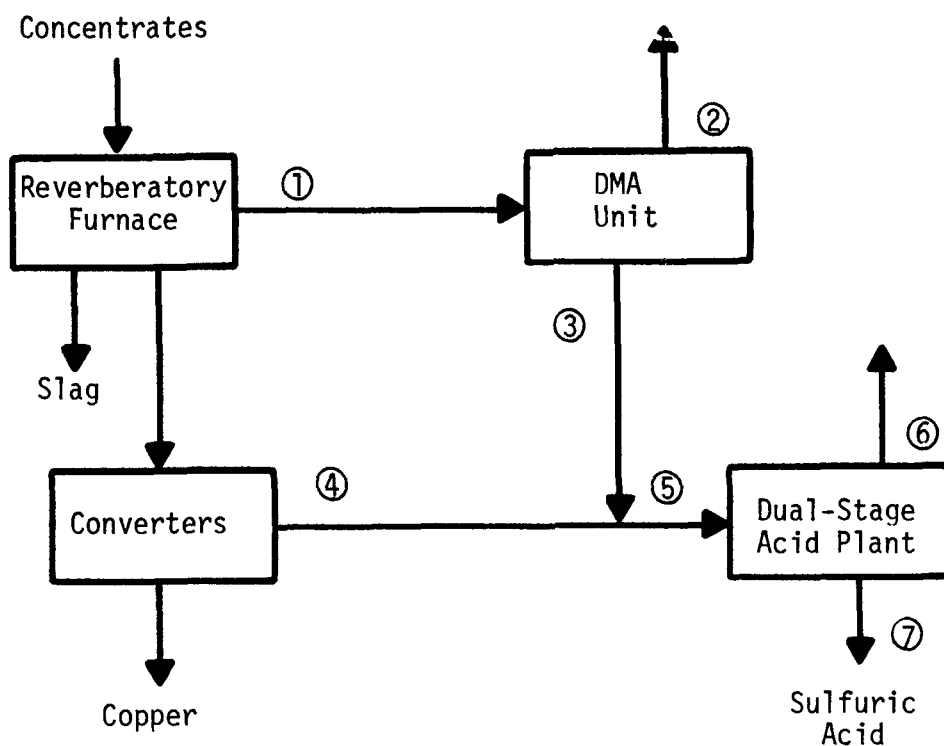 Concentrates
②
Reverberatory
Furnace
①
DMA
Unit
③
Slag
⑥
④
⑤
Converters
Dual-Stage
Acid Plant
⑦
Copper
Sulfuric
Acid